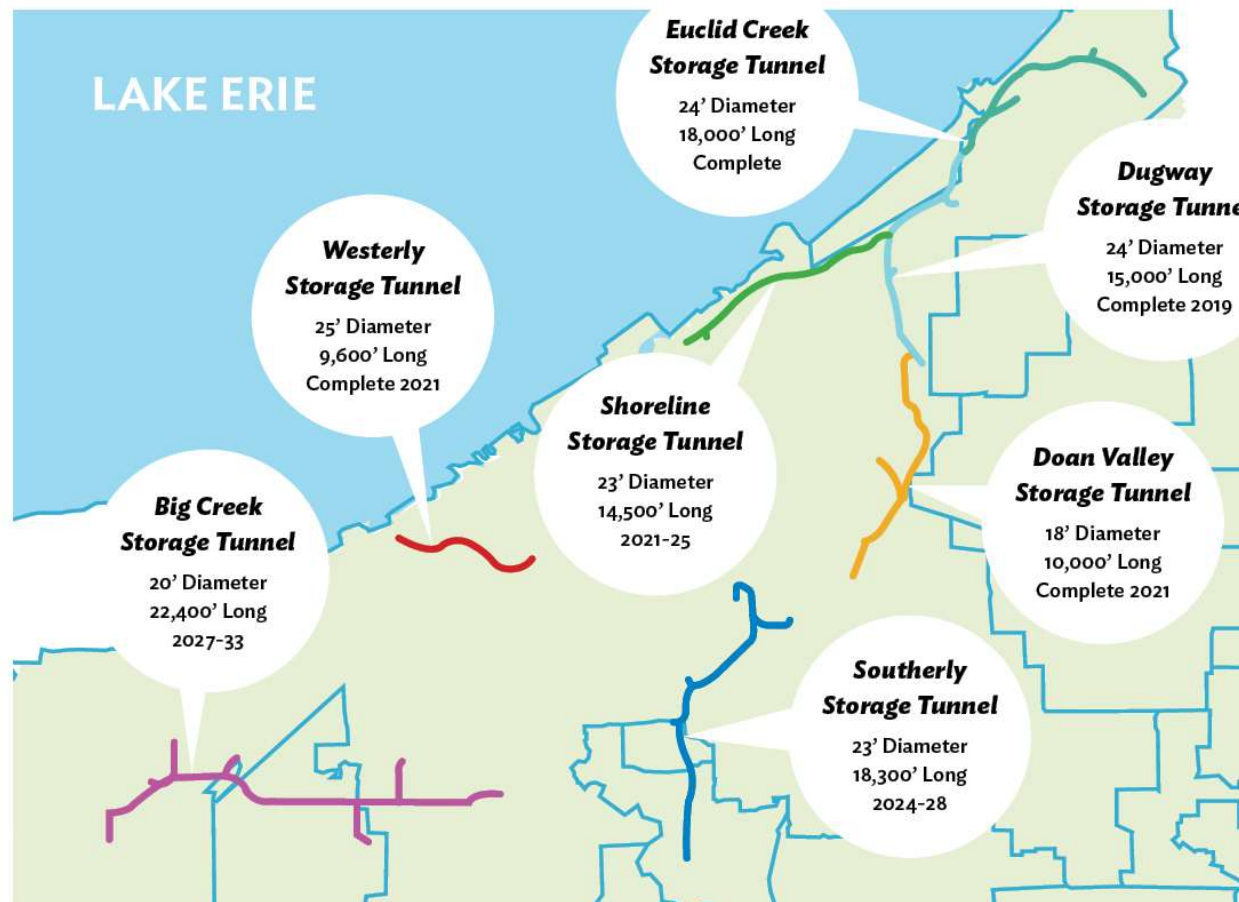 LAKE ERIE
Euclid Creek
Storage Tunnel
24’ Diameter
18,000’ Long
Complete
Dugway
Storage Tunne
24’ Diameter
15,000’ Long
Complete 2019
Westerly
Storage Tunnel
25’ Diameter
9,600’ Long
Complete 2021
Shoreline
Storage Tunnel
23’ Diameter
14,500’ Long
2021-25
Doan Valley
Storage Tunnel
18’ Diameter
10,000’ Long
Complete 2021
Big Creek
Storage Tunnel
20’ Diameter
22,400’ Long
2027-33
Southerly
Storage Tunnel
23’ Diameter
18,300’ Long
2024-28